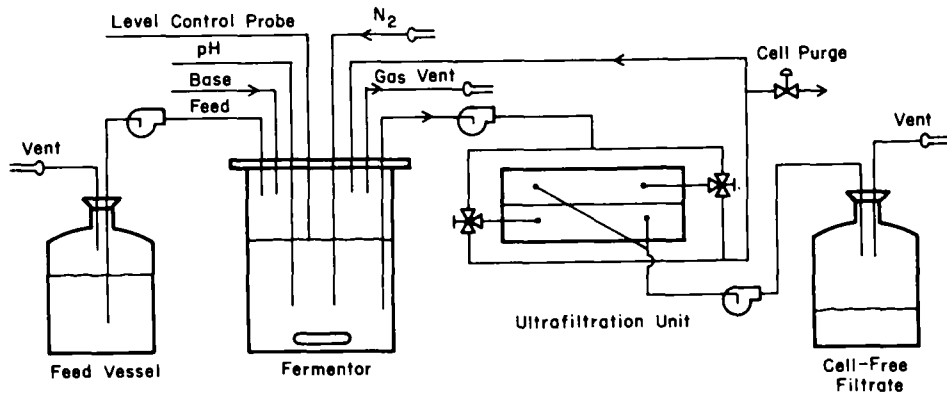 Level Control Probe
N2
pH
Base
Feed
Gas Vent
Cell Purge
Vent
Vent
Ultrafiltration Unit
Feed Vessel
Fermentor
Cell-Free
Filtrate